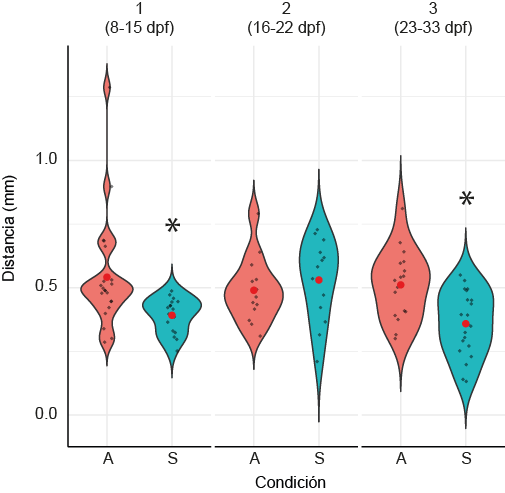 1 2 3
(8-15 dpf) (16-22 dpf) (23-33 dpf)
1.0
*
*
0.5
0.0
A S A S A S
Distancia (mm)
Condición